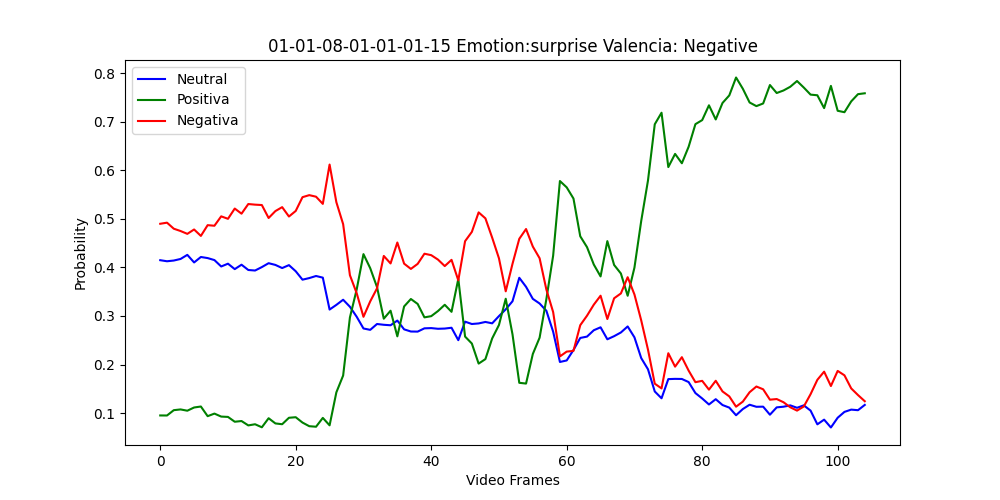 01-01-08-01-01-01-15 Emotion:surprise Valencia: Negative
Neutral
Positiva
Negativa
Probability
0.8
0.7
0.6
0.5
0.4
0.3
0.2
0.1
0 20 40 60 80 100
Video Frames